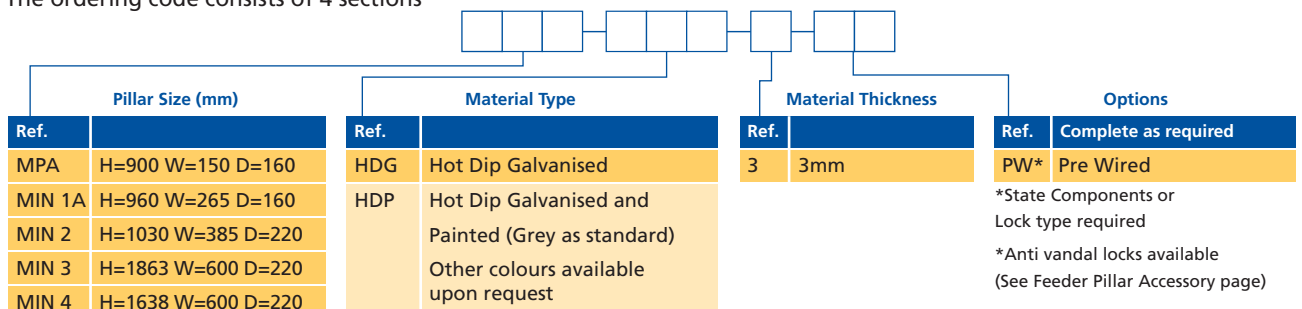 The ordering code consists of 4 sections
Pillar Size (mm)
Ref.
MPA H=900 W=150 D=160
MIN 1A H=960 W=265 D=160
MIN 2 H=1030 W=385 D=220
MIN 3 H=1863 W=600 D=220
MIN 4 H=1638 W=600 D=220
Material Type
Ref.
HDG Hot Dip Galvanised
HDP Hot Dip Galvanised and
Painted (Grey as standard)
Other colours available
upon request
Material Thickness
Ref.
3 3mm
Options
Ref. Complete as required
PW* Pre Wired
*State Components or
Lock type required
*Anti vandal locks available
(See Feeder Pillar Accessory page)